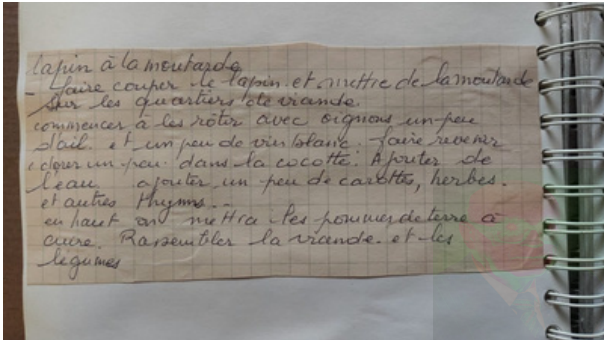 lapin à la moutarde
- faire couper le lapin et mettre de la moutarde
sur les quartiers de viande.
commencer à les rôtir avec oignons un peu
d'ail et un peu de vin blanc. faire revenir
dorer un peu dans la cocotte. Ajouter de
l'eau ajouter un peu de carottes, herbes.
et autres thyms...
en haut on mettra les pommes de terre à
cuire. Rassembler la viande et les
légumes